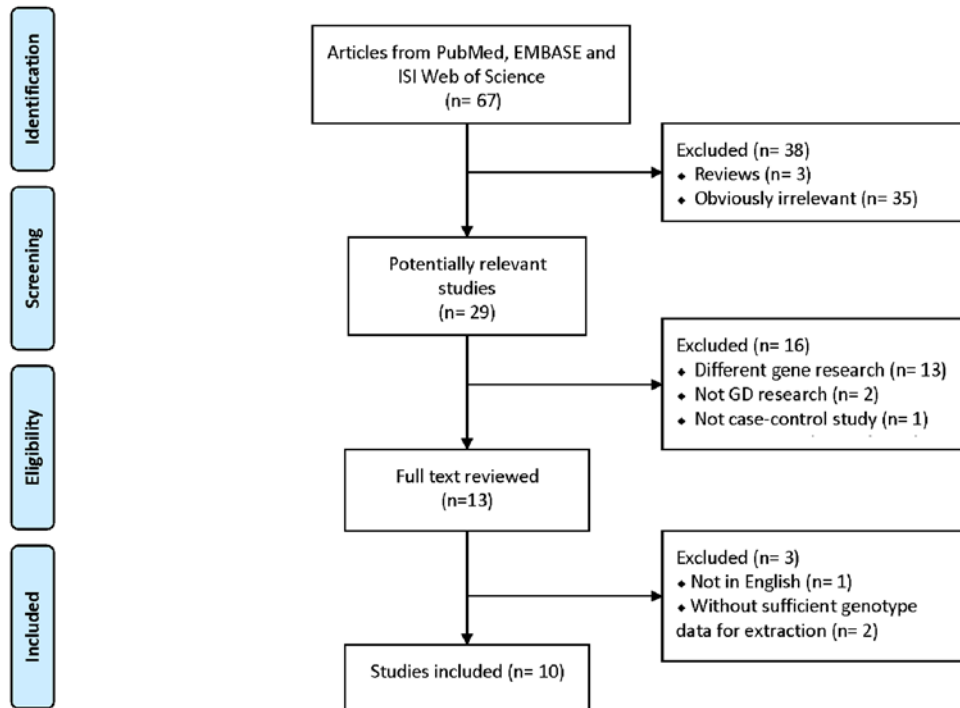 Identification
Articles from PubMed, EMBASE and
ISI Web of Science
(n= 67)
Excluded (n= 38)
⬥ Reviews (n= 3)
⬥ Obviously irrelevant (n= 35)
Screening
Potentially relevant
studies
(n= 29)
Excluded (n= 16)
⬥ Different gene research (n= 13)
⬥ Not GD research (n= 2)
⬥ Not case-control study (n= 1)
Eligibility
Full text reviewed
(n=13)
Excluded (n= 3)
⬥ Not in English (n= 1)
⬥ Without sufficient genotype
data for extraction (n= 2)
Included
Studies included (n= 10)